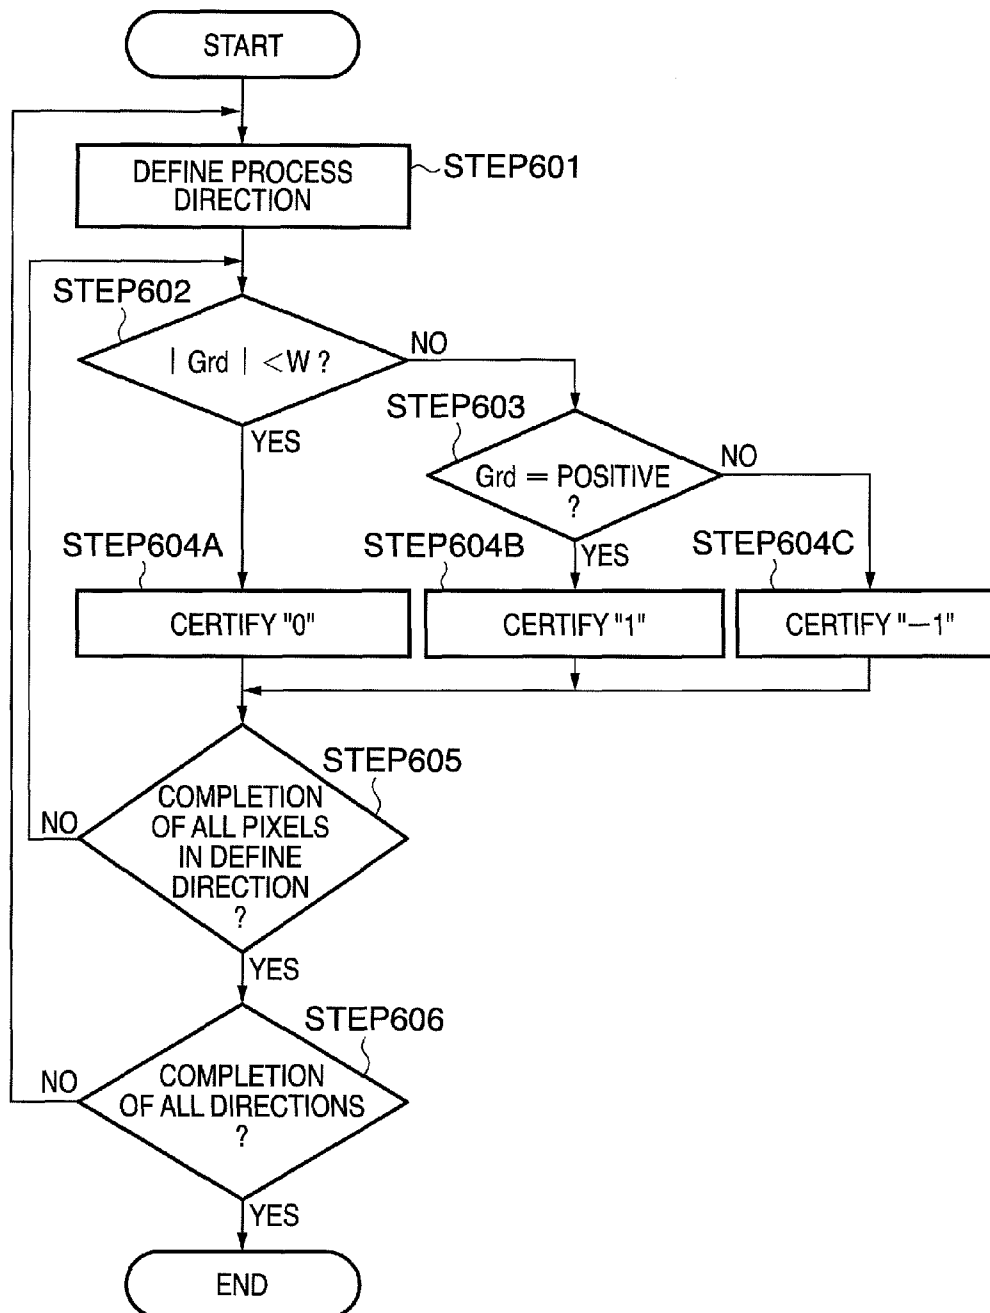 START
DEFINE PROCESS
DIRECTION
STEP601
STEP602
| Grd | <W ?
NO
YES
STEP603
Grd = POSITIVE
?
NO
YES
STEP604A
CERTIFY "0"
STEP604B
CERTIFY "1"
STEP604C
CERTIFY "—1"
STEP605
COMPLETION
OF ALL PIXELS
IN DEFINE
DIRECTION
?
NO
YES
STEP606
COMPLETION
OF ALL DIRECTIONS
?
NO
YES
END